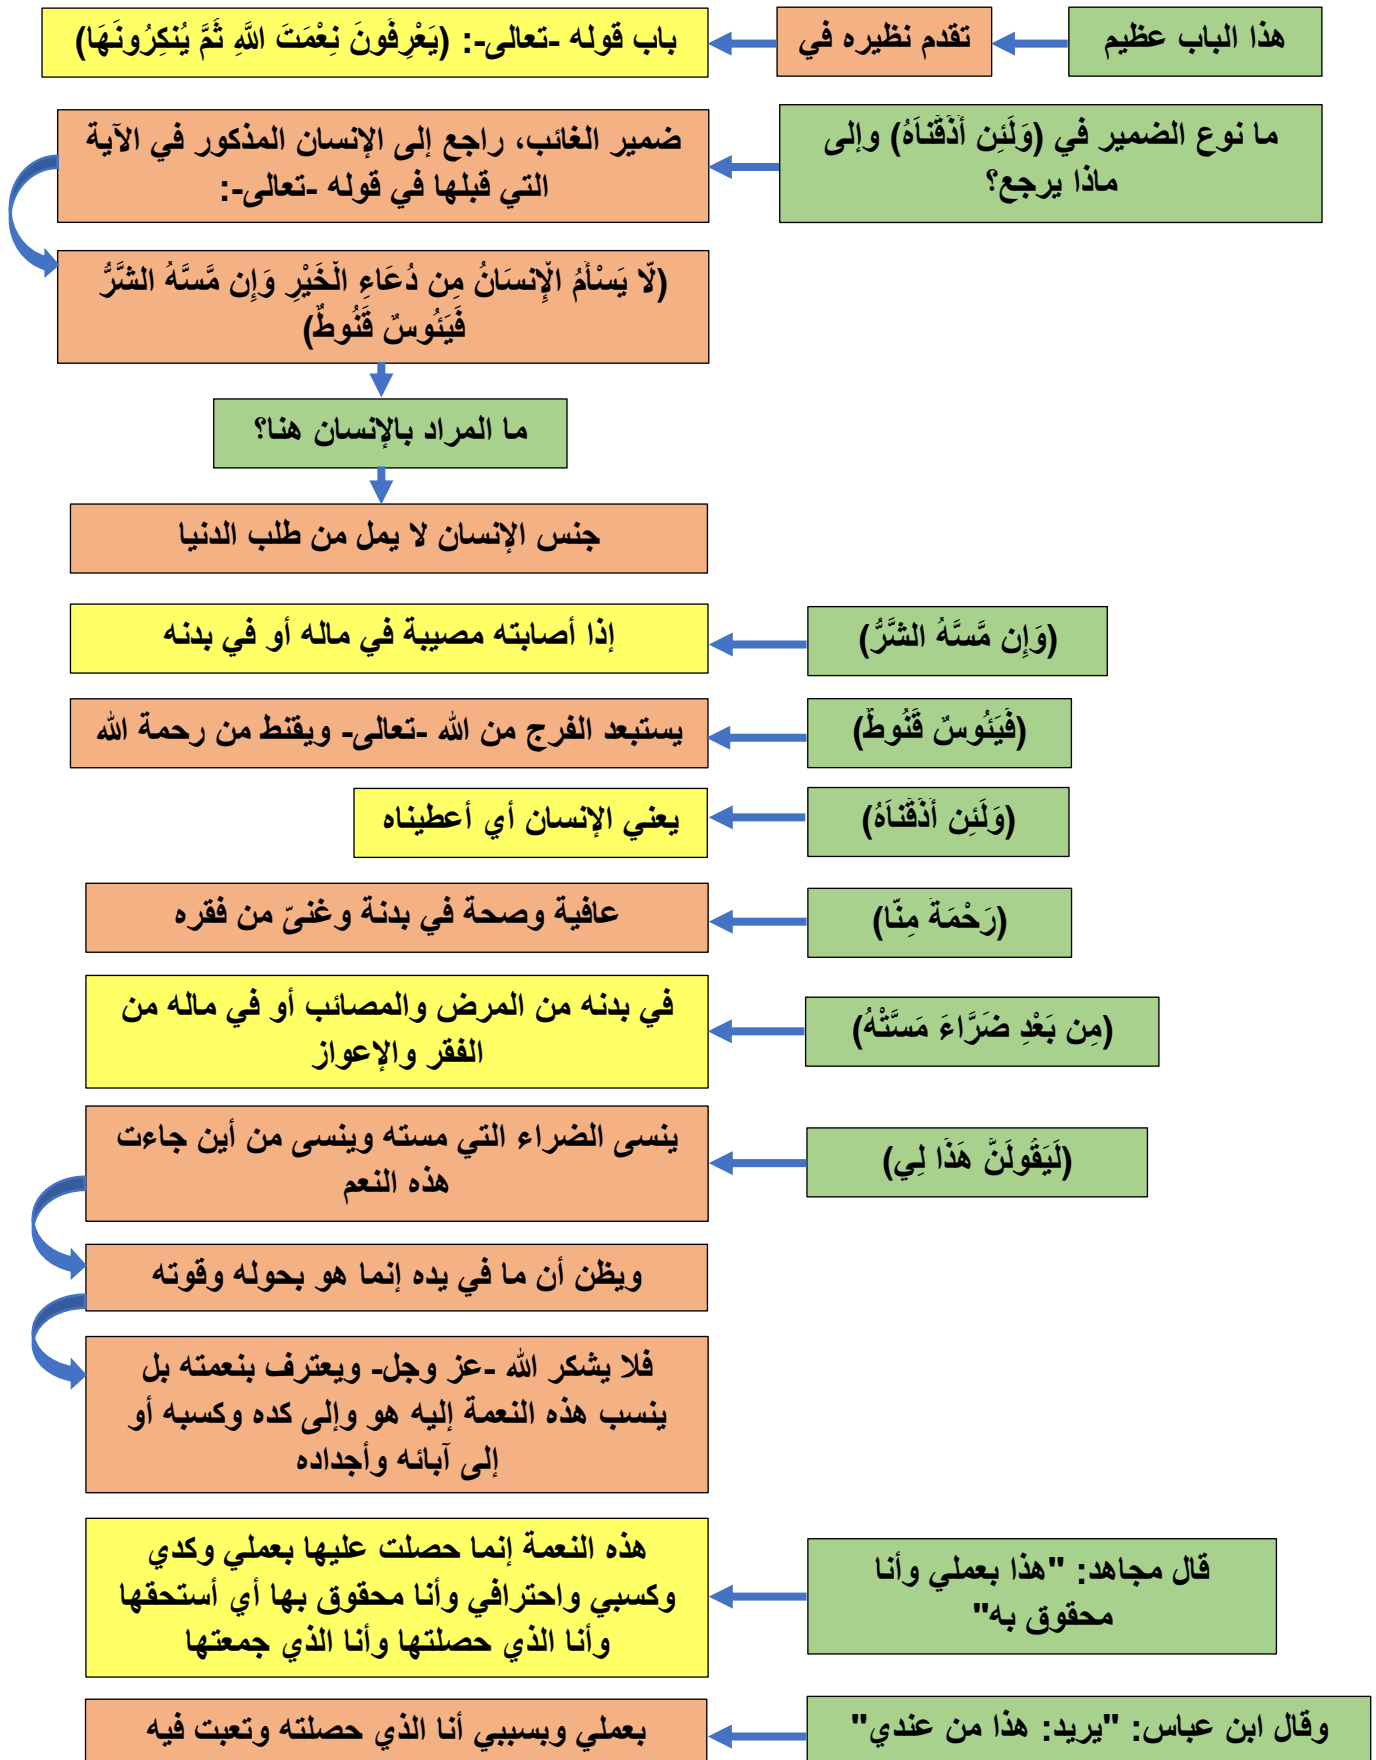 هذا الباب عظيم
تقدم نظيره في
باب قوله -تعالى-: (يَعْرِفُونَ نِعْمَتَ اللَّهِ ثُمَّ يُنكِرُونَهَا)
ما نوع الضمير في (وَلَئِن أَذَقْنَاهُ) وإلى
ماذا يرجع؟
ضمير الغائب، راجع إلى الإنسان المذكور في الآية
التي قبلها في قوله -تعالى-:
(لَّا يَسْأَمُ الْإِنسَانُ مِن دُعَاءِ الْخَيْرِ وَإِن مَّسَّهُ الشَّرُّ
فَيَئُوسٌ قَنُوطٌ)
ما المراد بالإنسان هنا؟
جنس الإنسان لا يمل من طلب الدنيا
(وَإِن مَّسَّهُ الشَّرُّ)
إذا أصابته مصيبة في ماله أو في بدنه
(فَيَئُوسٌ قَنُوطٌ)
يستبعد الفرج من الله -تعالى- ويقنط من رحمة الله
(وَلَئِن أَذَقْنَاهُ)
يعني الإنسان أي أعطيناه
(رَحْمَةً مِنّا)
عافية وصحة في بدنة وغنىّ من فقره
(مِن بَعْدِ ضَرَّاءَ مَسَّتْهُ)
في بدنه من المرض والمصائب أو في ماله من
الفقر والإعواز
(لَيَقُولَنَّ هَذَا لِي)
ينسى الضراء التي مسته وينسى من أين جاءت
هذه النعم
ويظن أن ما في يده إنما هو بحوله وقوته
فلا يشكر الله -عز وجل- ويعترف بنعمته بل
ينسب هذه النعمة إليه هو وإلى كده وكسبه أو
إلى آبائه وأجداده
قال مجاهد: "هذا بعملي وأنا
محقوق به"
هذه النعمة إنما حصلت عليها بعملي وكدي
وكسبي واحترافي وأنا محقوق بها أي أستحقها
وأنا الذي حصلتها وأنا الذي جمعتها
وقال ابن عباس: "يريد: هذا من عندي"
بعملي وبسببي أنا الذي حصلته وتعبت فيه